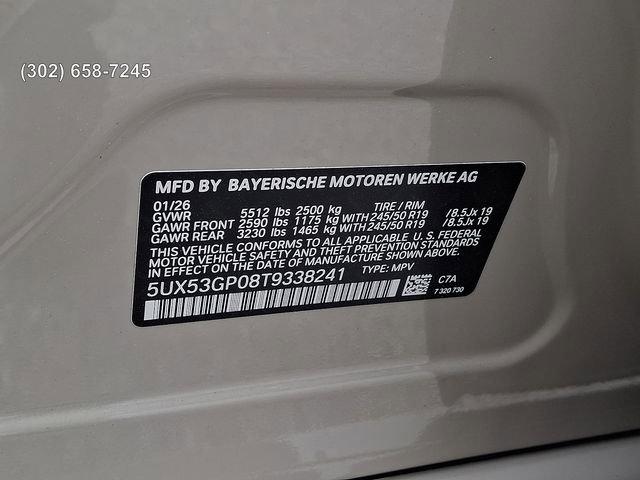 (302) 658-7245
MFD BY BAYERISCHE MOTOREN WERKE AG
01/26 TIRE / RIM
GVWR 5512 lbs 2500 kg
GAWR FRONT 2590 lbs 1175 kg WITH 245/50 R19 /8.5Jx 19
GAWR REAR 3230 lbs 1465 kg WITH 245/50 R19 /8.5Jx 19
THIS VEHICLE CONFORMS TO ALL APPLICABLE U. S. FEDERAL
MOTOR VEHICLE SAFETY AND THEFT PREVENTION STANDARDS
IN EFFECT ON THE DATE OF MANUFACTURE SHOWN ABOVE.
5UX53GP08T9338241 TYPE: MPV
C7A
7 320 730